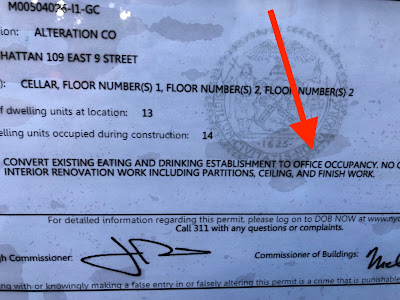 M00504026-I1-GC
ion: ALTERATION CO
HATTAN 109 EAST 9 STREET
): CELLAR, FLOOR NUMBER(S) 1, FLOOR NUMBER(S) 2, FLOOR NUMBER(S) 2
of dwelling units at location: 13
elling units occupied during construction: 14
1625
CONVERT EXISTING EATING AND DRINKING ESTABLISHMENT TO OFFICE OCCUPANCY. NO C
INTERIOR RENOVATION WORK INCLUDING PARTITIONS, CEILING, AND FINISH WORK.
For detailed information regarding this permit, please log on to DOB NOW at www.nyc
Call 311 with any questions or complaints.
gh Commissioner: Commissioner of Buildings:
ing with or knowingly making a false entry in or falsely altering this permit is a crime that is punishable